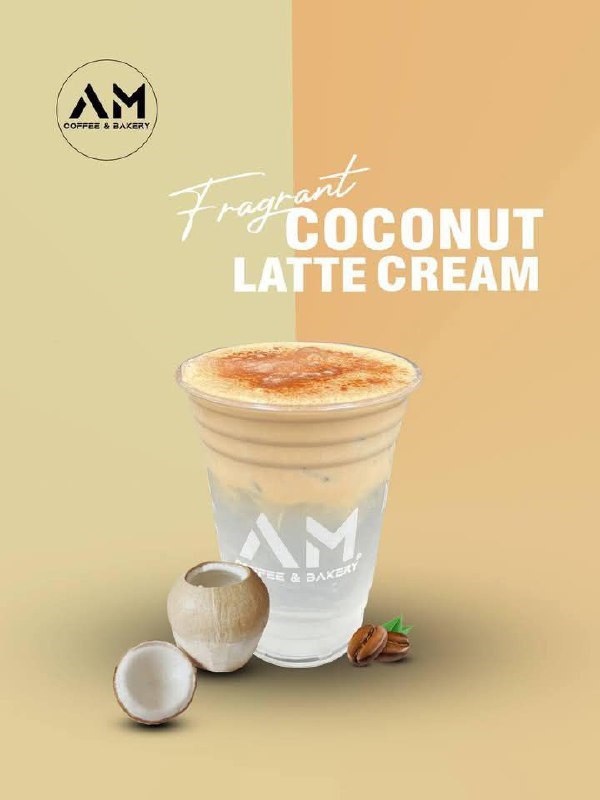 AM
COFFEE & BAKERY
Fragrant
COCONUT
LATTE CREAM
AM
COFFEE & BAKERY